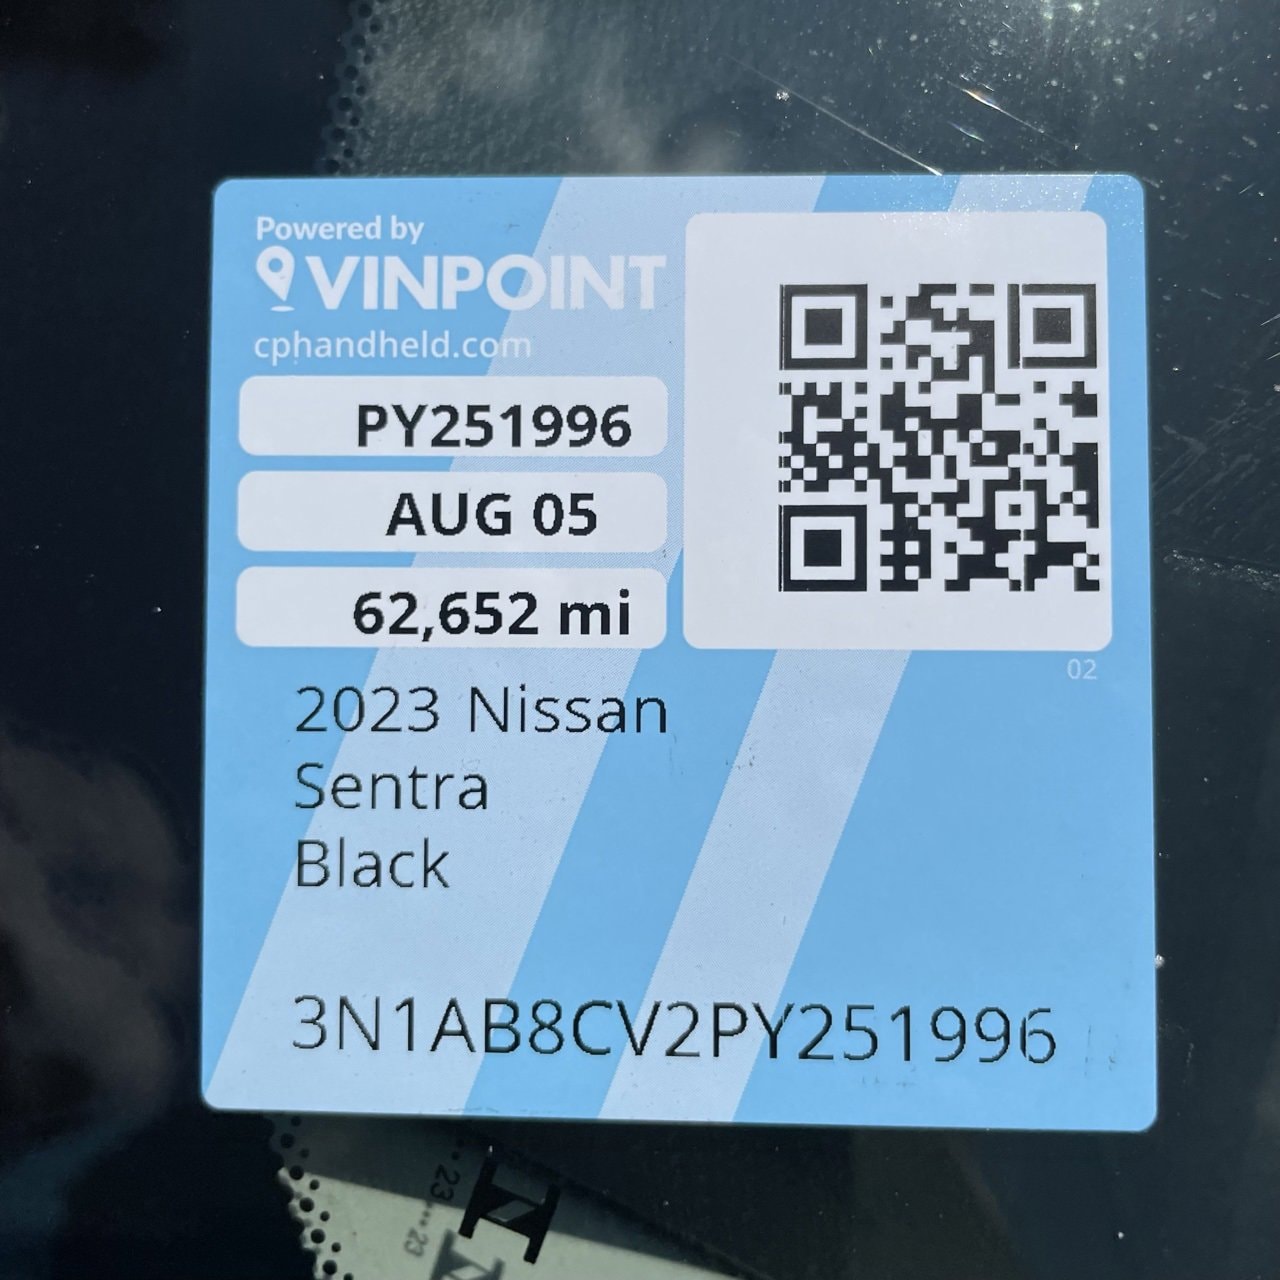 Powered by
VINPOINT
cphandheld.com
PY251996
AUG 05
62,652 mi
02
2023 Nissan
Sentra
Black
3N1AB8CV2PY251996